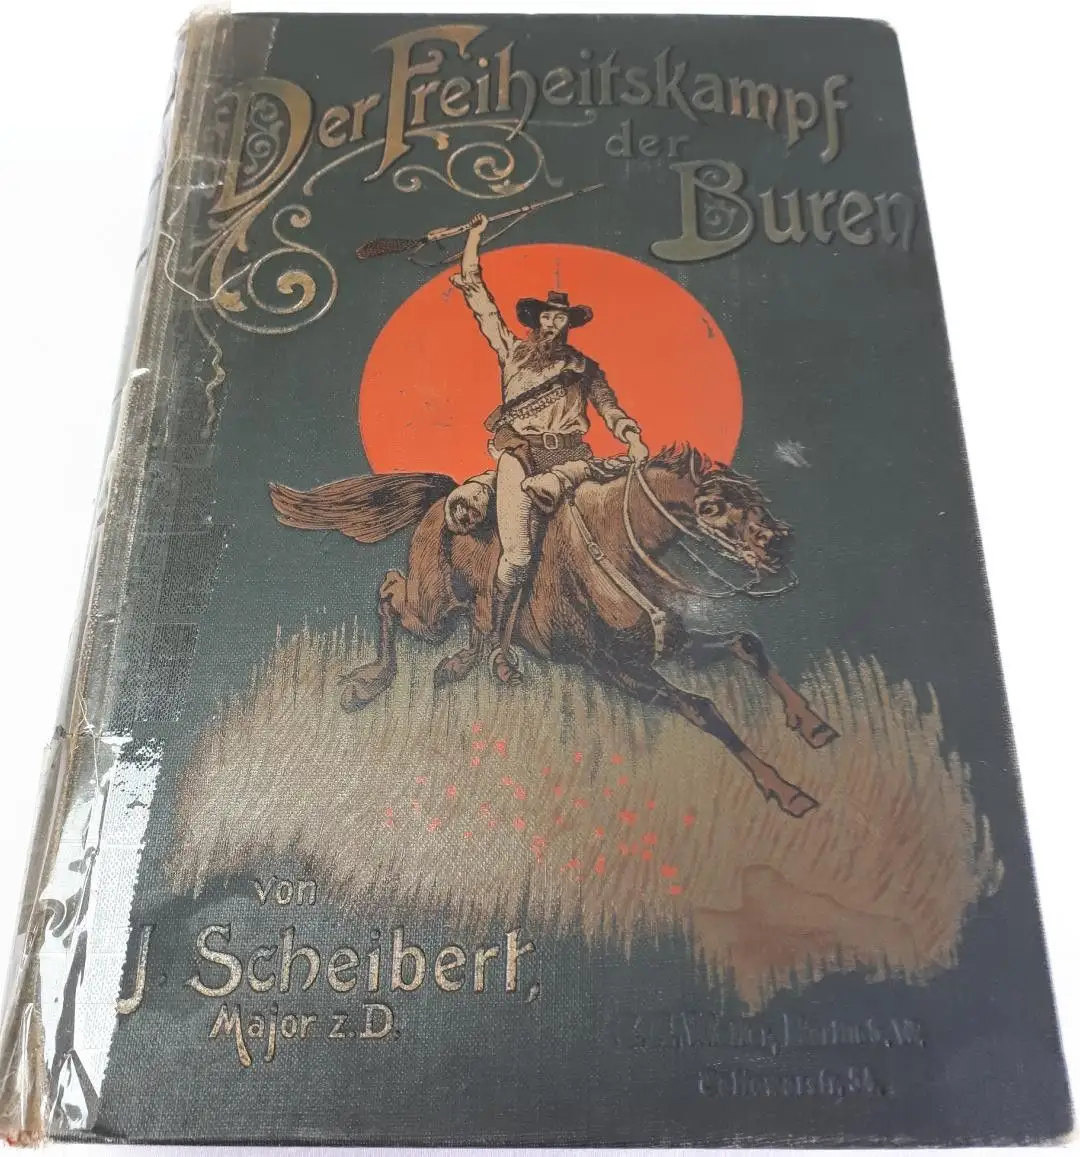 Der Freiheitskampf
der
Buren
von
J. Scheibert,
Major z. D.